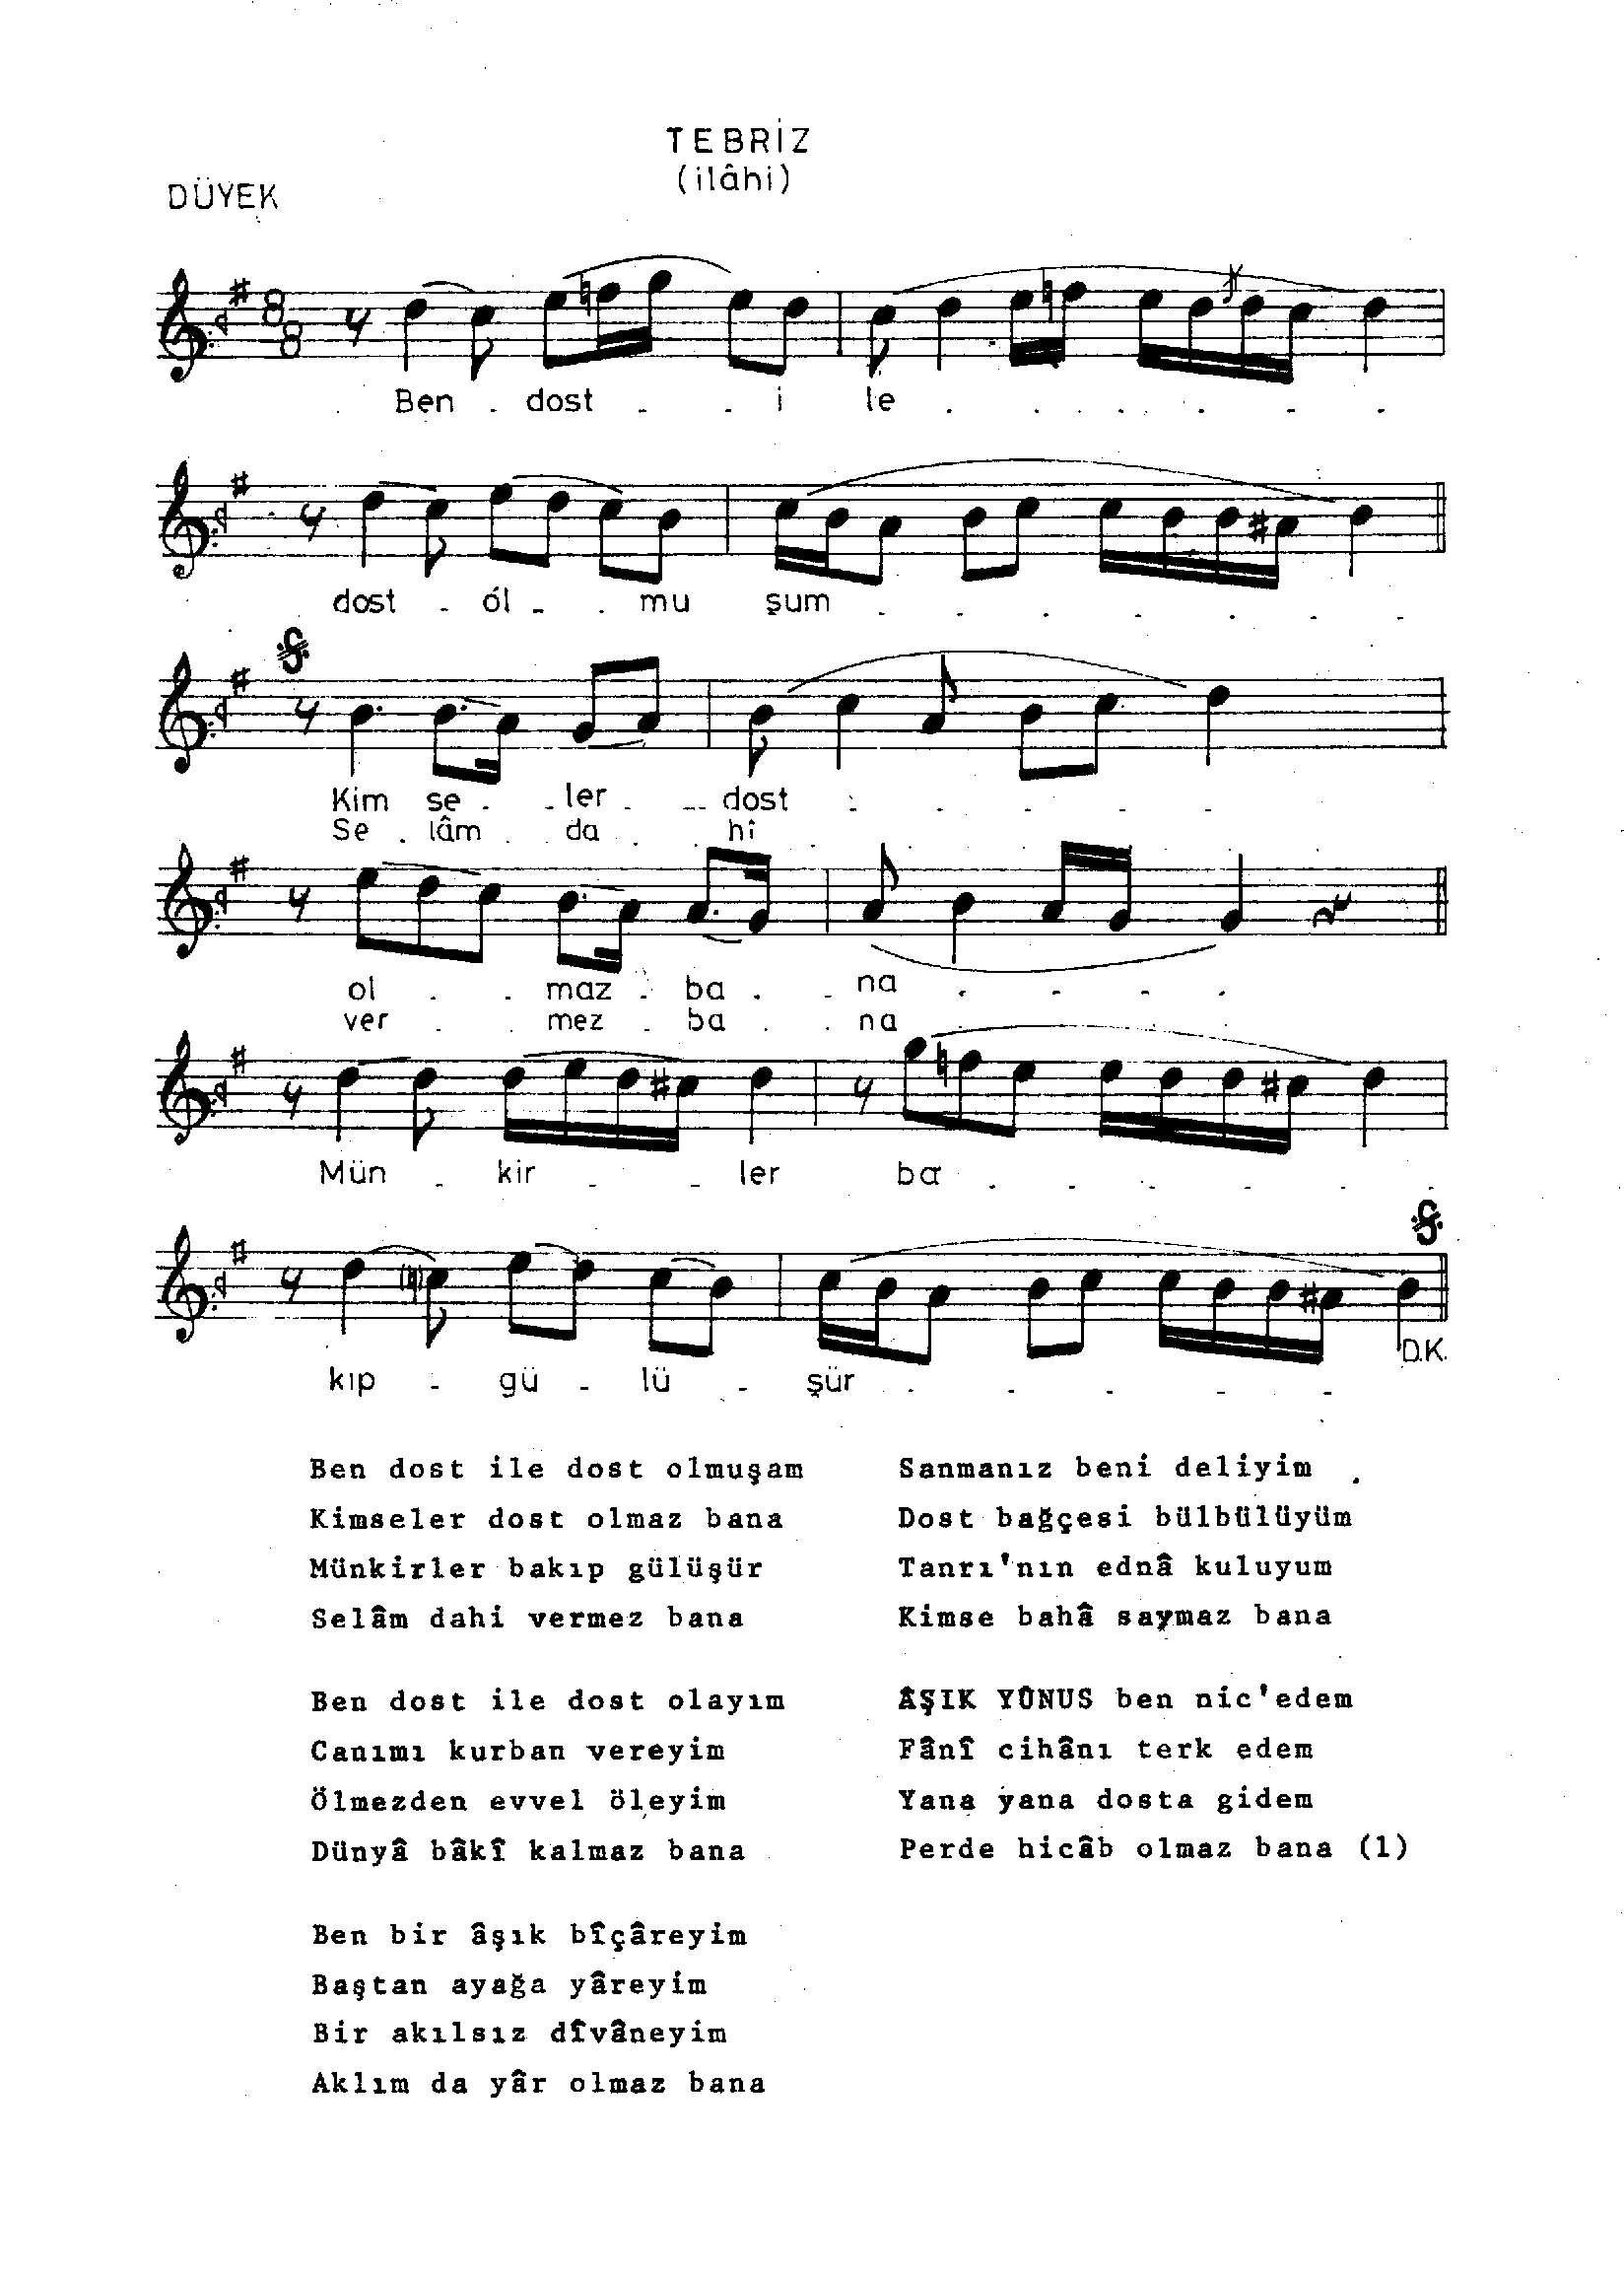 TEBRİZ
(ilâhi)
DÜYEK
8
8
Ben . dost - - i le . . . . . - .
dost - ól - . mu şum . - . - . . -
Kim se - - ler - -- dost - . - . - .
Se . lâm . da . . hî . . . . .
ol . . maz . ba . - na . - - .
ver . . mez . ba . . na
Mün - kir - - ler ba . - - - . -
kıp - gü - lü - şür . . . - -
D.K.
Ben dost ile dost olmuşam
Kimseler dost olmaz bana
Münkirler bakıp gülüşür
Selâm dahi vermez bana
Ben dost ile dost olayım
Canımı kurban vereyim
Ölmezden evvel öleyim
Dünyâ bâkî kalmaz bana
Ben bir âşık bîçâreyim
Baştan ayağa yâreyim
Bir akılsız dîvâneyim
Aklım da yâr olmaz bana
Sanmanız beni deliyim
Dost bağçesi bülbülüyüm
Tanrı'nın ednâ kuluyum
Kimse bahâ saymaz bana
ÂŞIK YÛNUS ben nic'edem
Fânî cihânı terk edem
Yana yana dosta gidem
Perde hicâb olmaz bana (1)